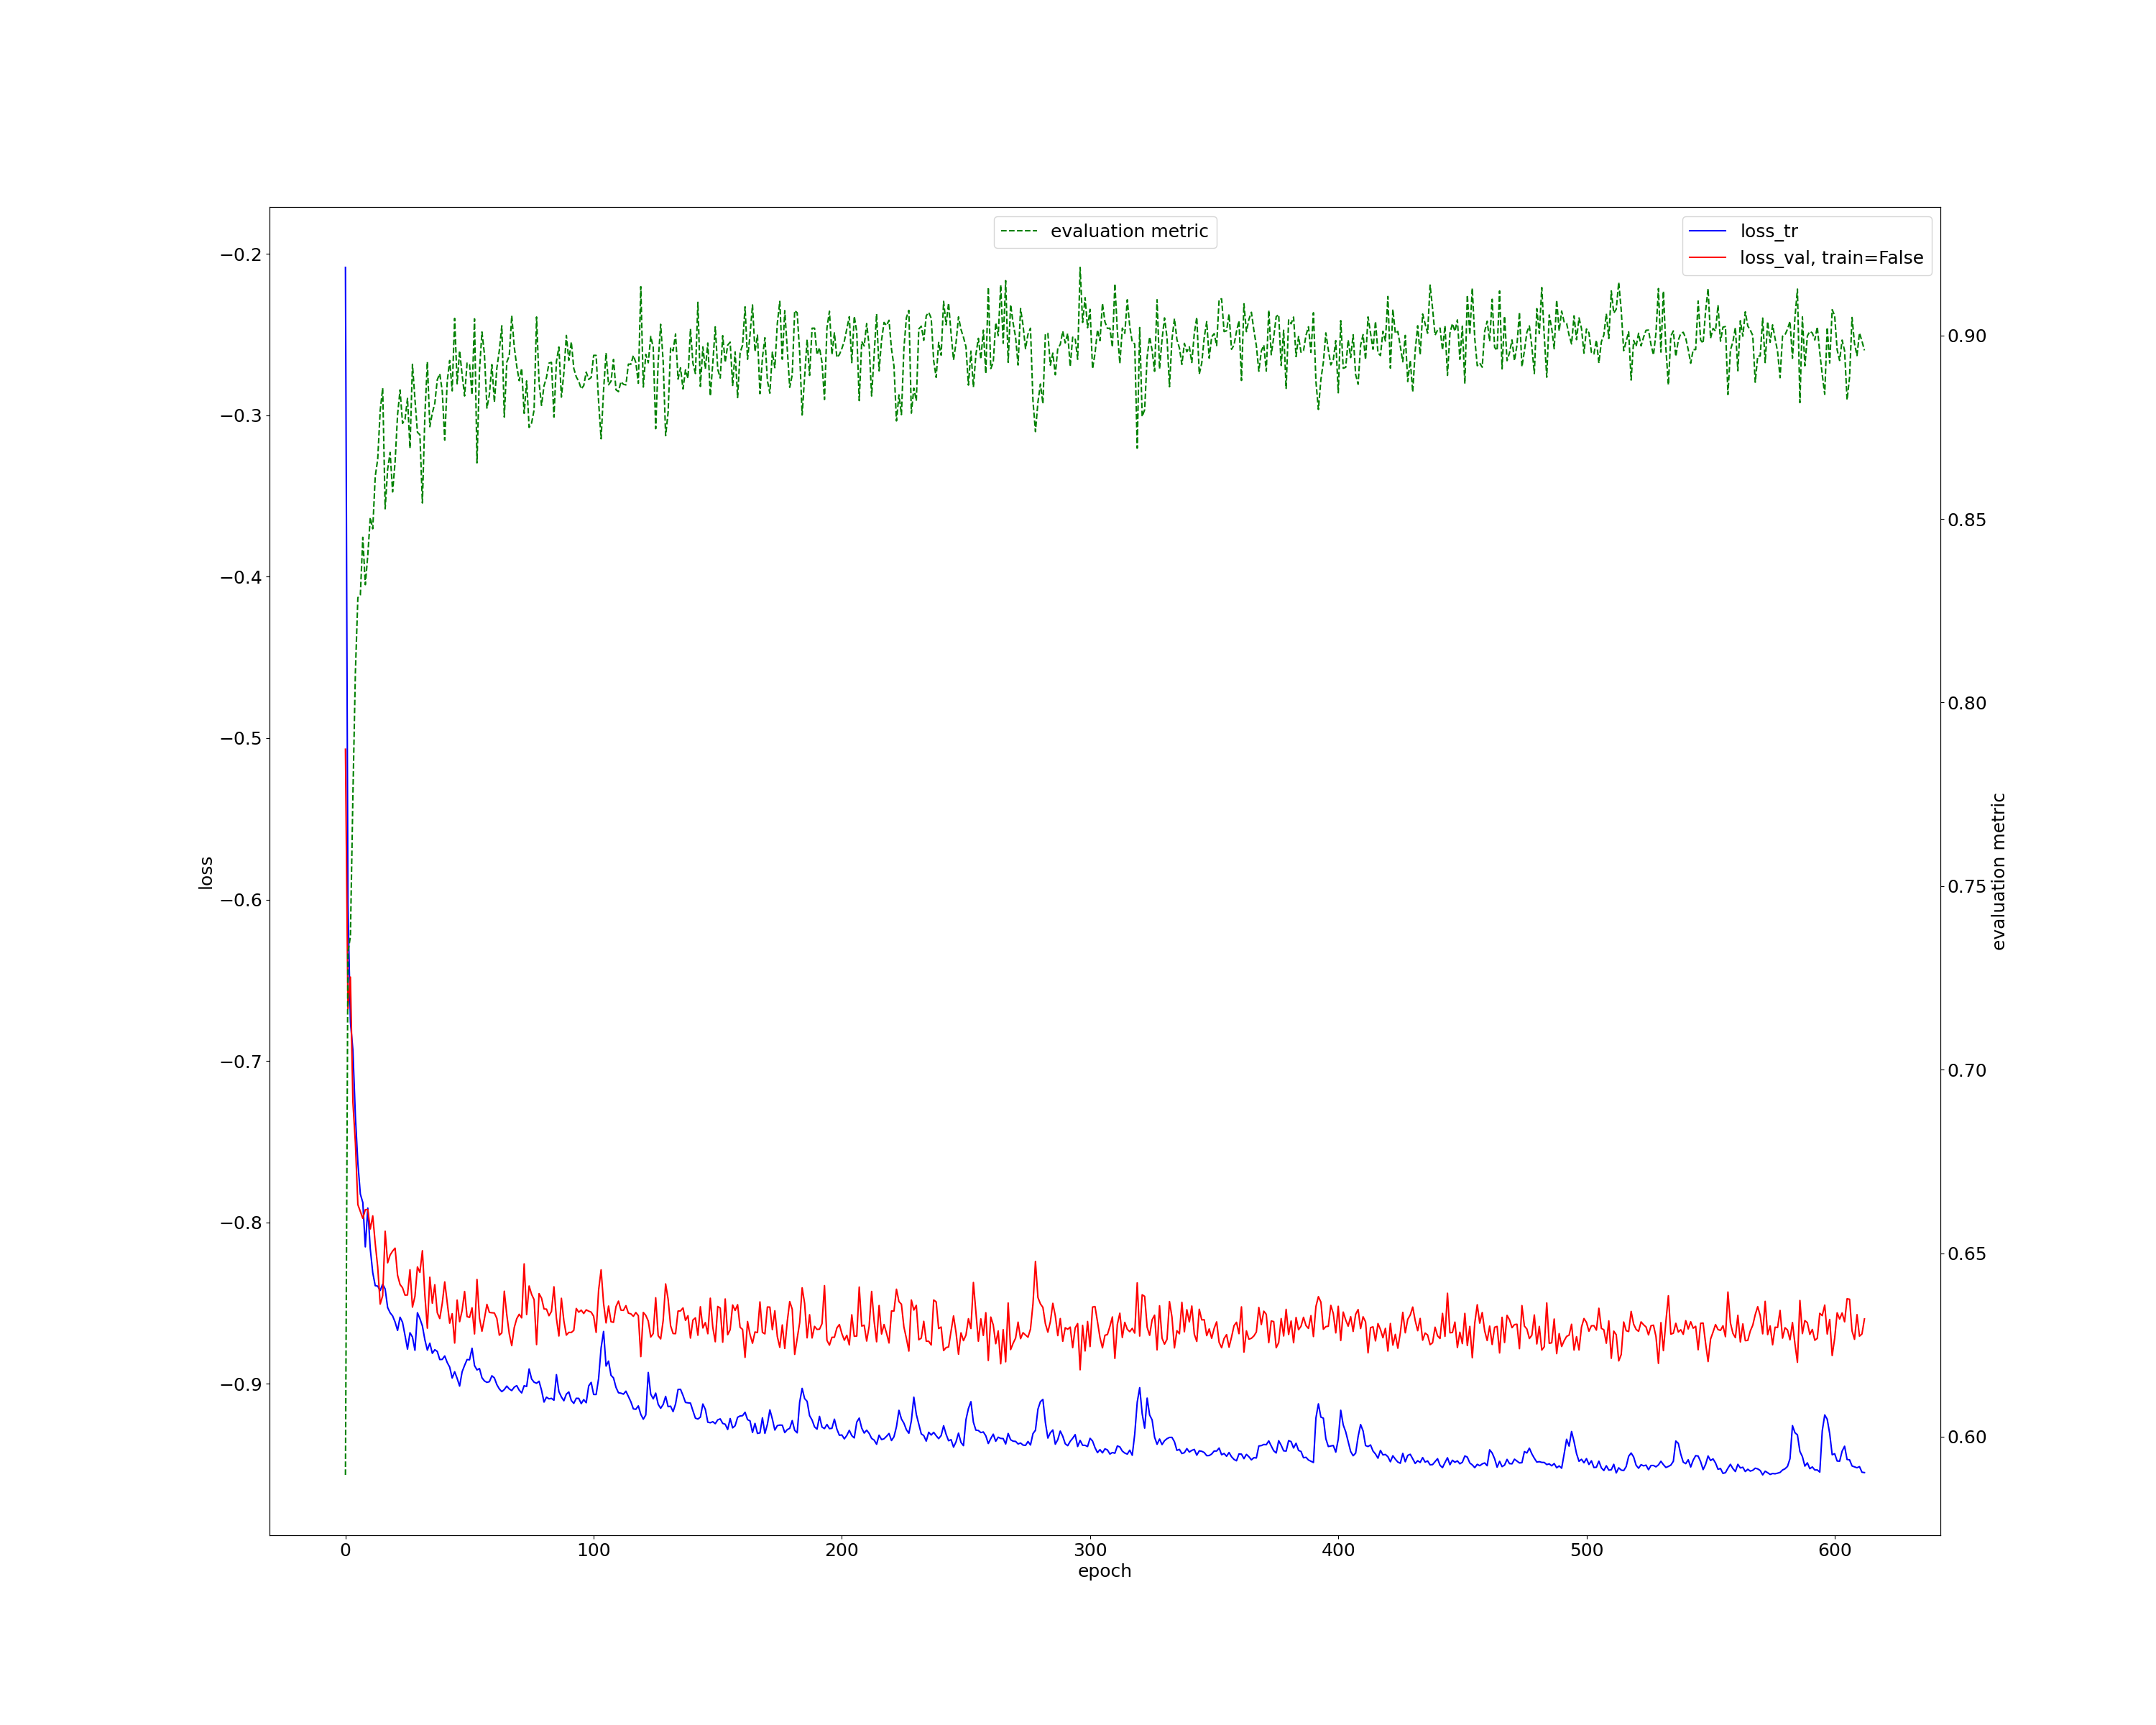 evaluation metric
loss_tr
loss_val, train=False
−0.2
−0.3
−0.4
−0.5
−0.6
−0.7
−0.8
−0.9
loss
0.90
0.85
0.80
0.75
0.70
0.65
0.60
evaluation metric
0 100 200 300 400 500 600
epoch